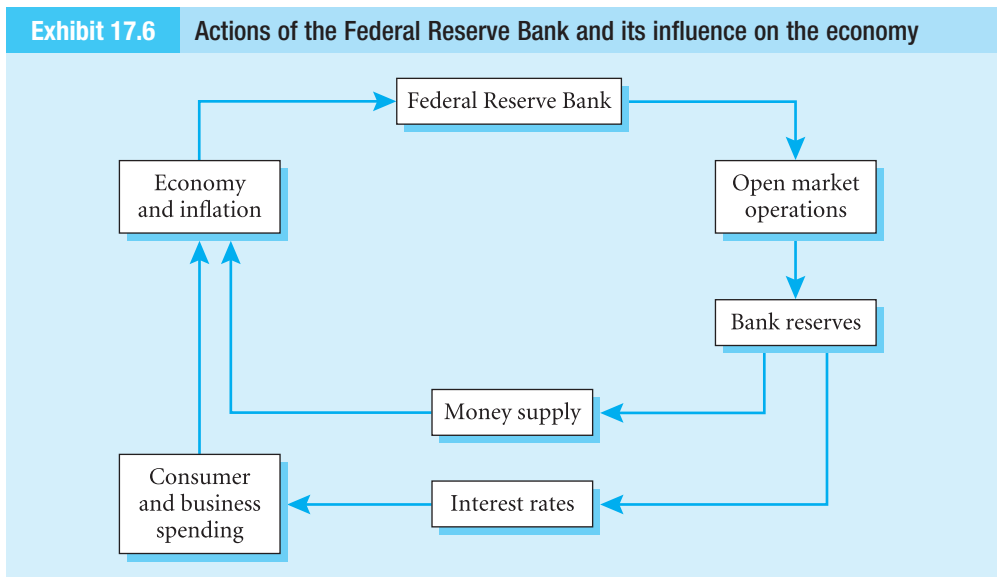 Exhibit 17.6
Actions of the Federal Reserve Bank and its influence on the economy
Federal Reserve Bank
Economy
and inflation
Open market
operations
Bank reserves
Money supply
Consumer
and business
spending
Interest rates